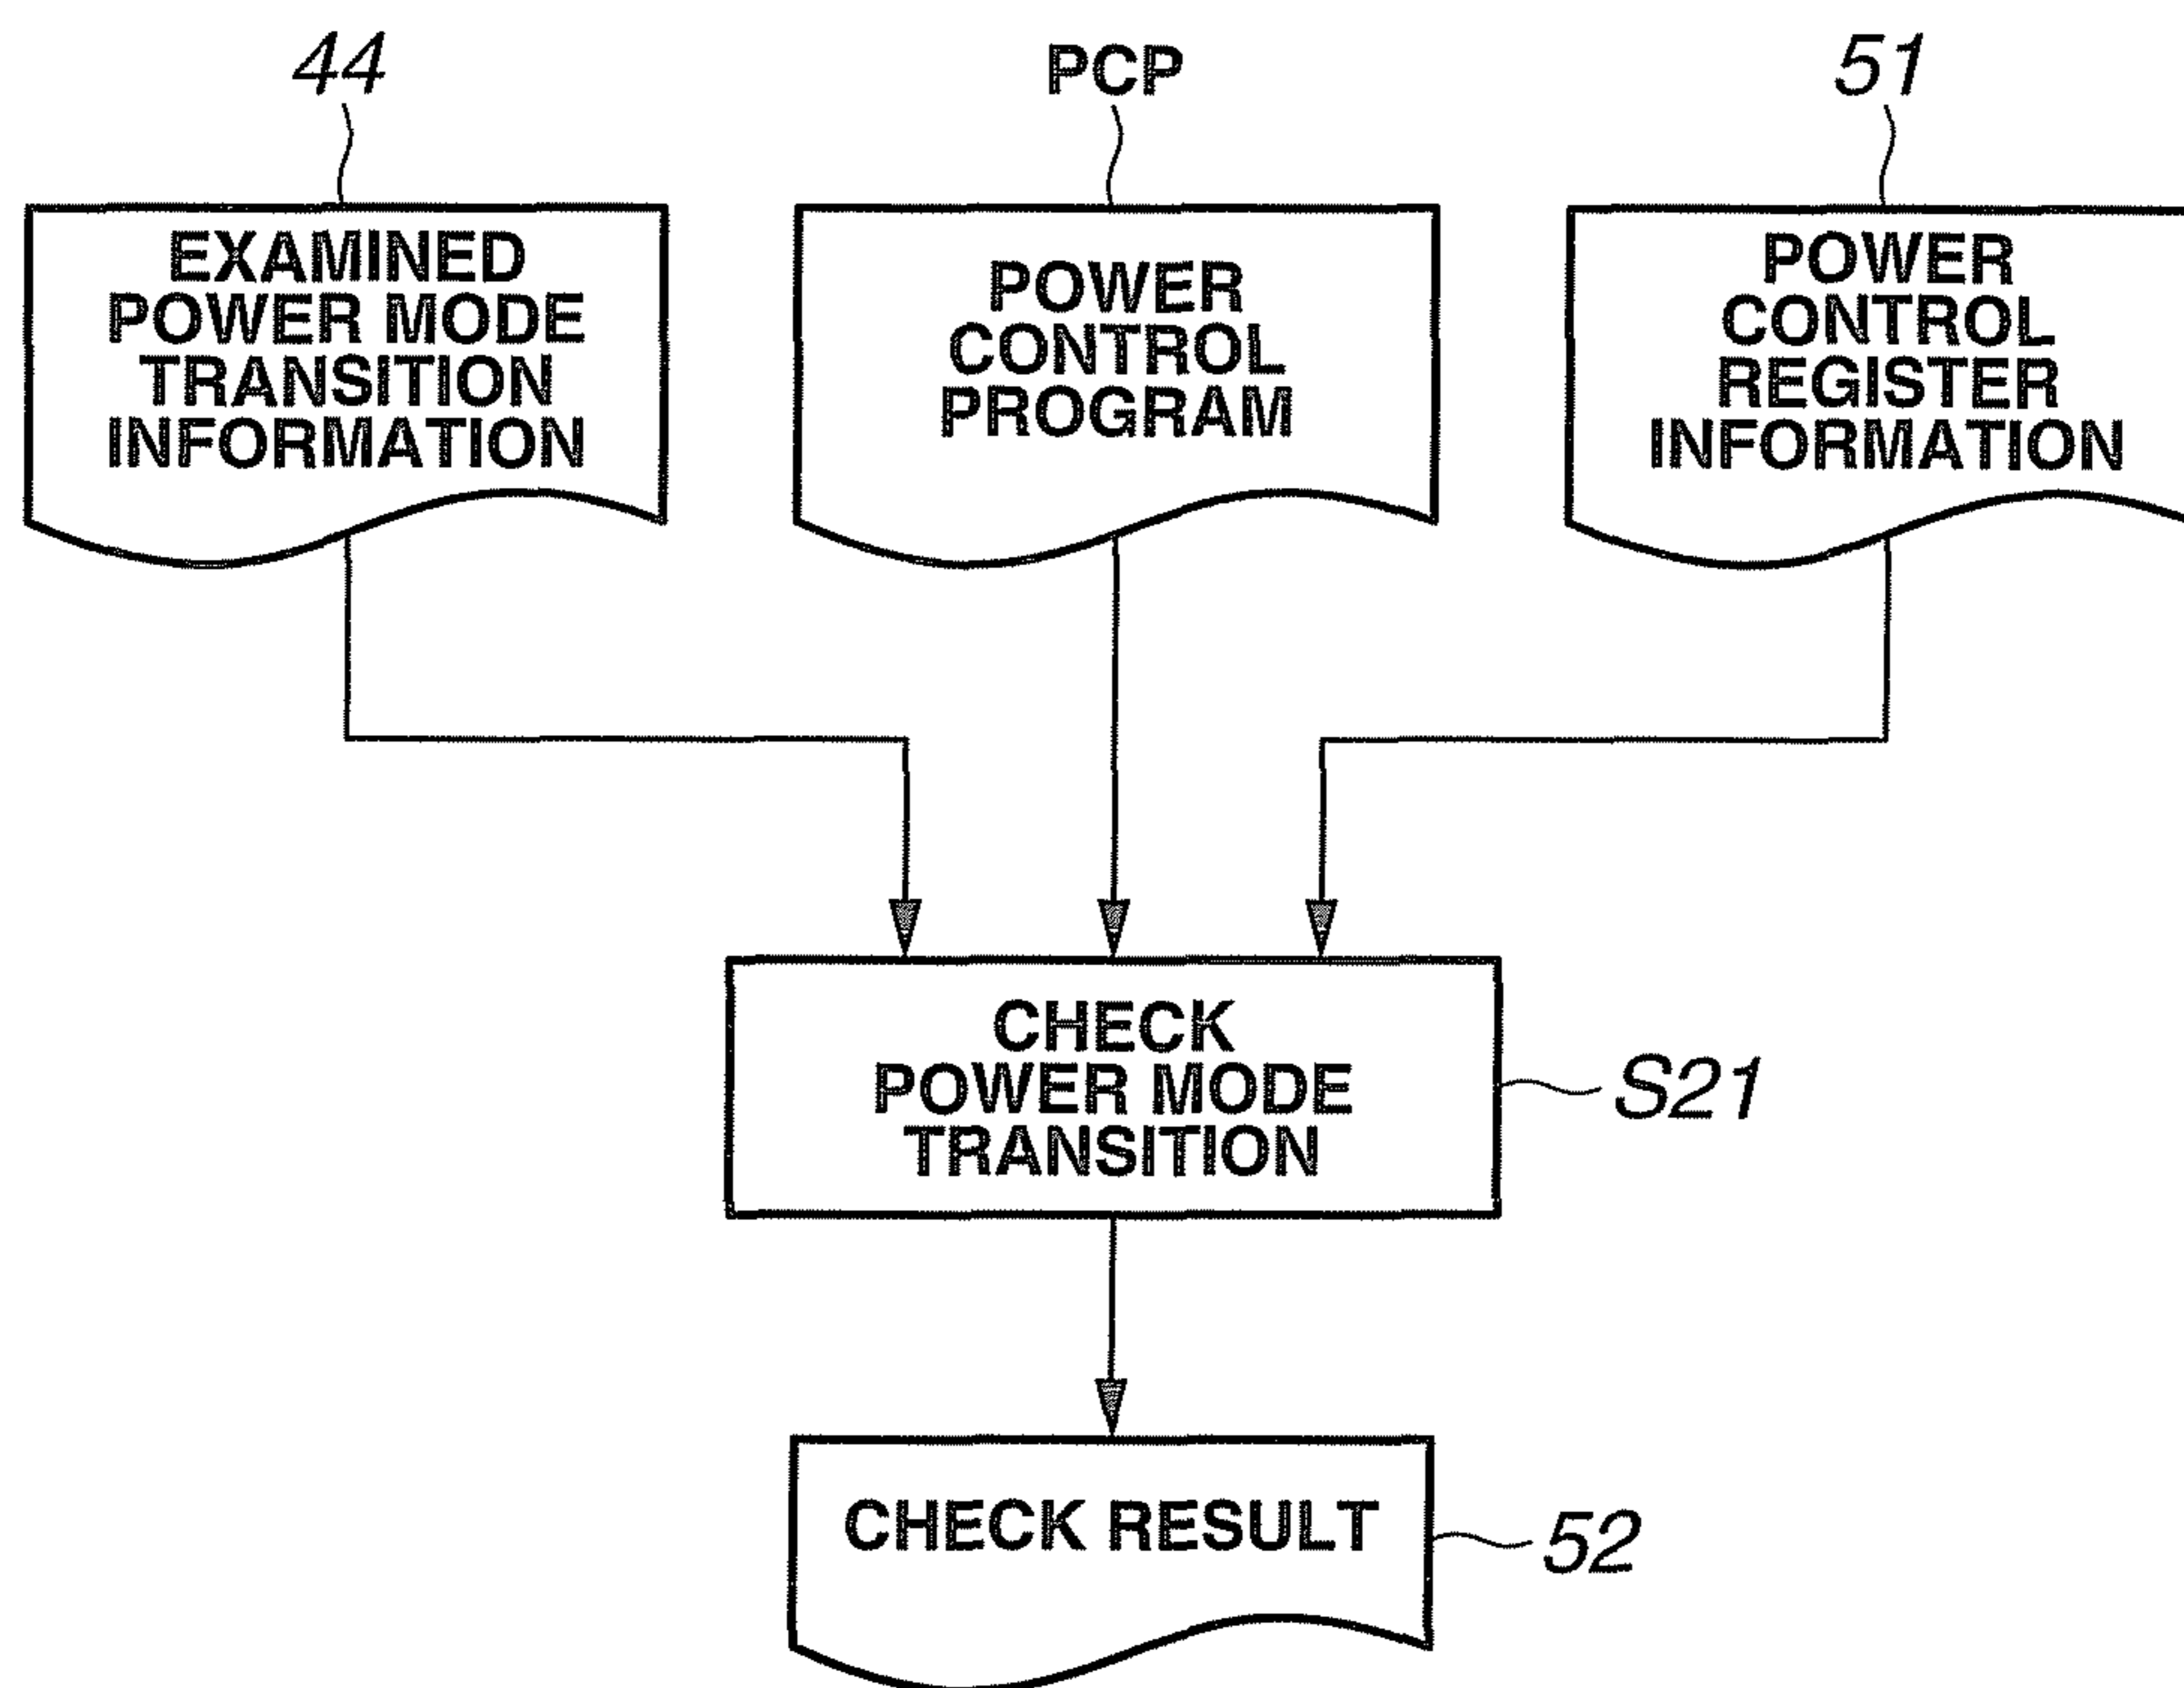 44
PCP
51
EXAMINED
POWER MODE
TRANSITION
INFORMATION
POWER
CONTROL
PROGRAM
POWER
CONTROL
REGISTER
INFORMATION
CHECK
POWER MODE
TRANSITION
S21
CHECK RESULT
52